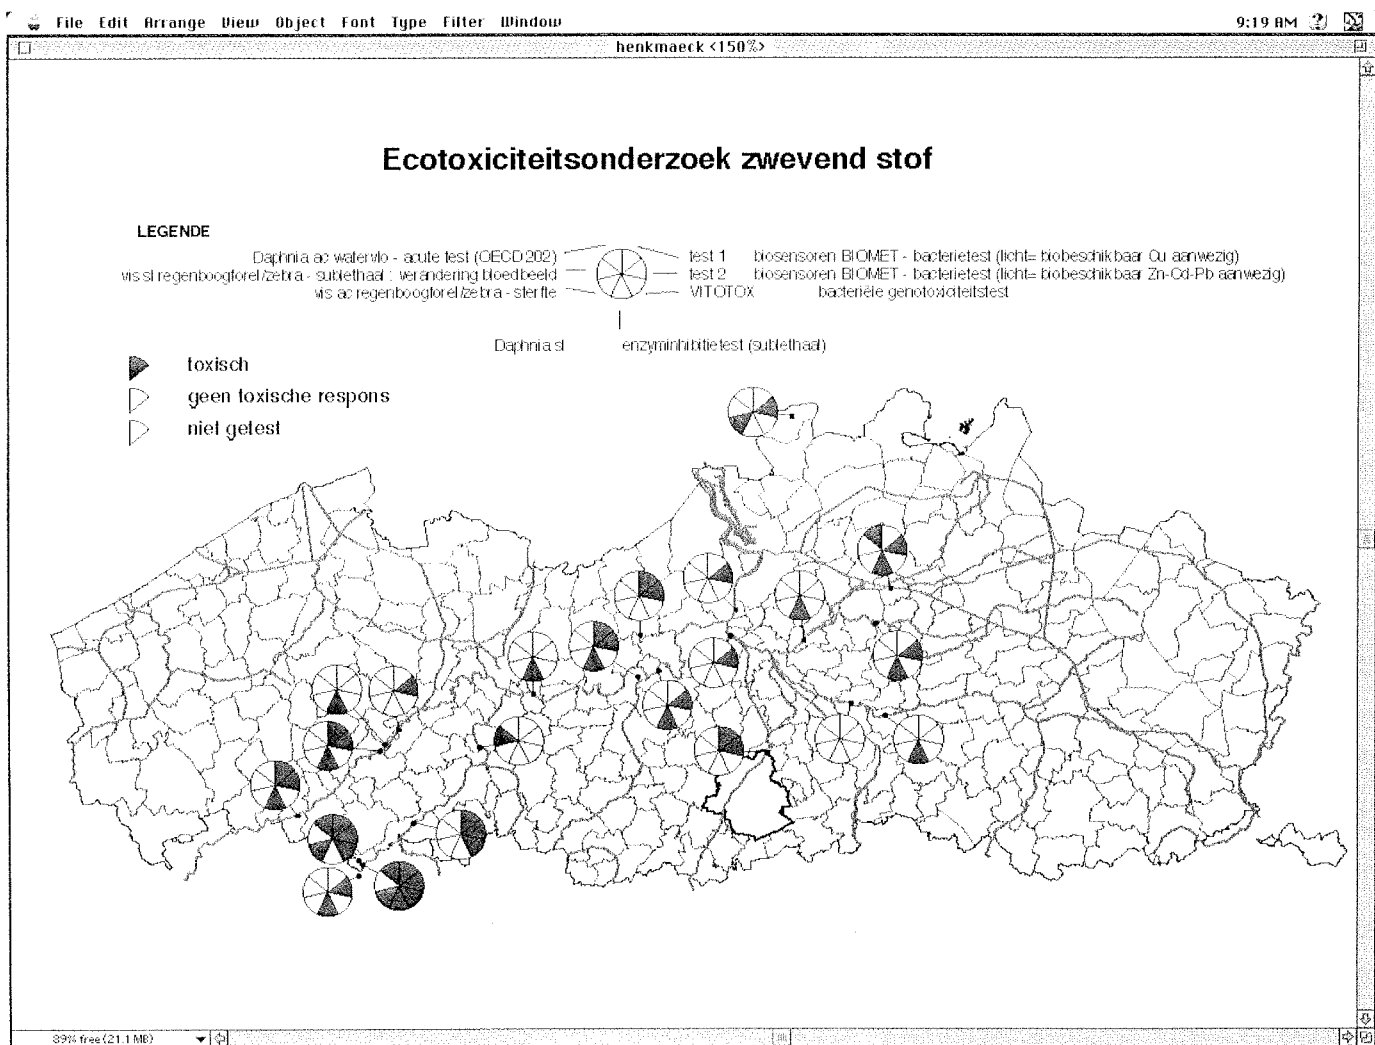 File Edit Arrange View Object Font Type Filter Window 9:19 AM
henkmaeck <150%>
Ecotoxiciteitsonderzoek zwevend stof
LEGENDE
Daphnia ac watervlo - acute test (OECD 202) test 1 biosensoren BIOMET - bacterietest (licht= biobeschikbaar Cu aanwezig)
vis sl regenboogforel/zebra - sublethaal : verandering bloedbeeld test 2 biosensoren BIOMET - bacterietest (licht= biobeschikbaar Zn-Cd-Pb aanwezig)
vis ac regenboogforel/zebra - sterfte VITOTOX bacteriële genotoxiciteitstest
Daphnia sl enzyminhibitietest (sublethaal)
toxisch
geen toxische respons
niet getest
89% free (21.1 MB)